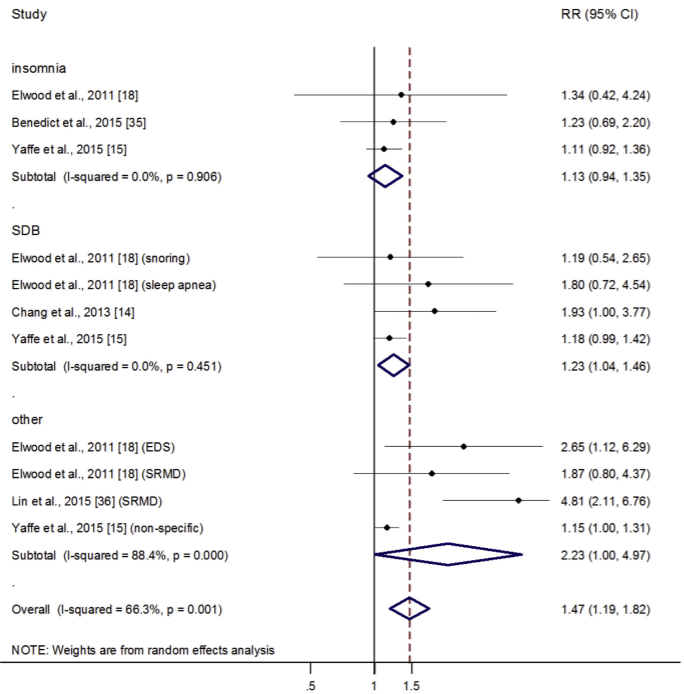 Study RR (95% CI)
insomnia
Elwood et al., 2011 [18] 1.34 (0.42, 4.24)
Benedict et al., 2015 [35] 1.23 (0.69, 2.20)
Yaffe et al., 2015 [15] 1.11 (0.92, 1.36)
Subtotal (I-squared = 0.0%, p = 0.906) 1.13 (0.94, 1.35)
.
SDB
Elwood et al., 2011 [18] (snoring) 1.19 (0.54, 2.65)
Elwood et al., 2011 [18] (sleep apnea) 1.80 (0.72, 4.54)
Chang et al., 2013 [14] 1.93 (1.00, 3.77)
Yaffe et al., 2015 [15] 1.18 (0.99, 1.42)
Subtotal (I-squared = 0.0%, p = 0.451) 1.23 (1.04, 1.46)
.
other
Elwood et al., 2011 [18] (EDS) 2.65 (1.12, 6.29)
Elwood et al., 2011 [18] (SRMD) 1.87 (0.80, 4.37)
Lin et al., 2015 [36] (SRMD) 4.81 (2.11, 6.76)
Yaffe et al., 2015 [15] (non-specific) 1.15 (1.00, 1.31)
Subtotal (I-squared = 88.4%, p = 0.000) 2.23 (1.00, 4.97)
.
Overall (I-squared = 66.3%, p = 0.001) 1.47 (1.19, 1.82)
NOTE: Weights are from random effects analysis
.5 1 1.5